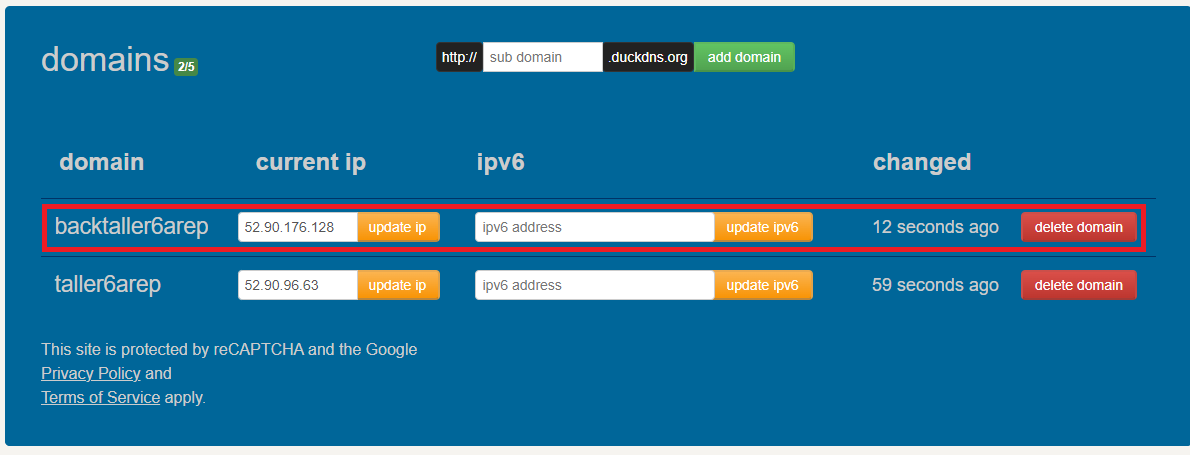 domains 2/5 http:// sub domain .duckdns.org add domain
domain current ip ipv6 changed
backtaller6arep 52.90.176.128 update ip ipv6 address update ipv6 12 seconds ago delete domain
taller6arep 52.90.96.63 update ip ipv6 address update ipv6 59 seconds ago delete domain
This site is protected by reCAPTCHA and the Google
Privacy Policy and
Terms of Service apply.